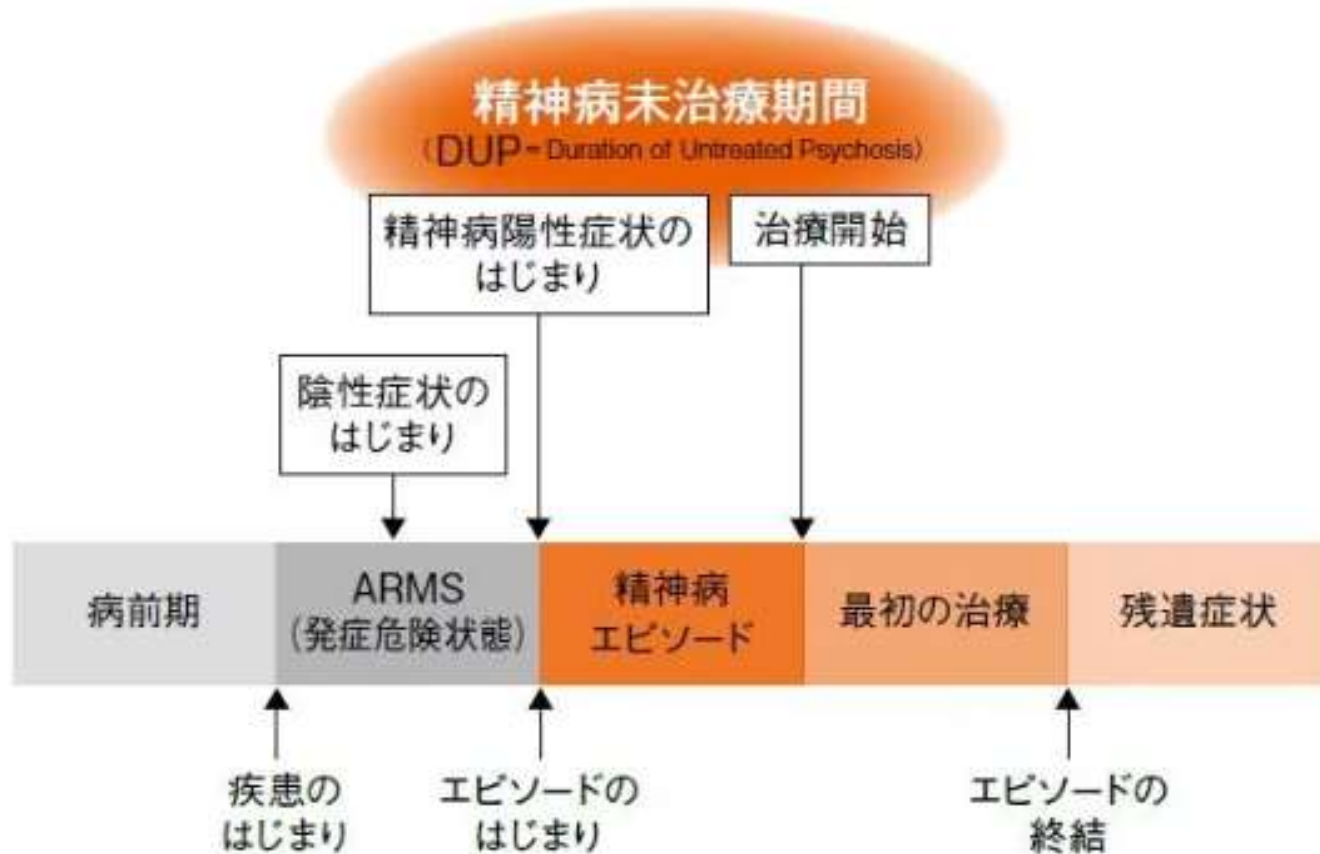 精神病未治療期間
（DUP=Duration of Untreated Psychosis）
精神病陽性症状の
はじまり
治療開始
陰性症状の
はじまり
病前期
ARMS
(発症危険状態)
精神病
エピソード
最初の治療
残遺症状
疾患の
はじまり
エピソードの
はじまり
エピソードの
終結